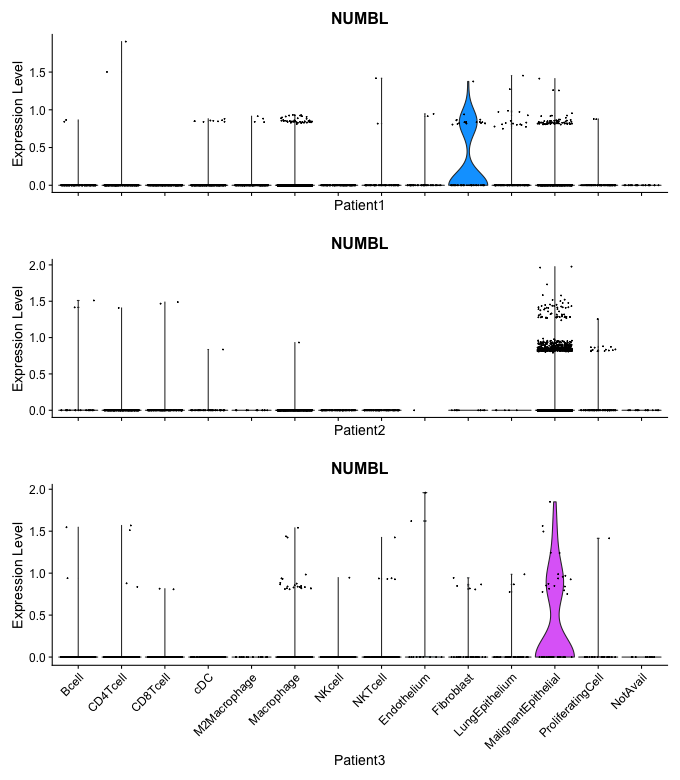 NUMBL
Expression Level
1.5
1.0
0.5
0.0
Patient1
NUMBL
Expression Level
2.0
1.5
1.0
0.5
0.0
Patient2
NUMBL
Expression Level
2.0
1.5
1.0
0.5
0.0
Bcell
CD4Tcell
CD8Tcell
cDC
M2Macrophage
Macrophage
NKcell
NKTcell
Endothelium
Fibroblast
LungEpithelium
MalignantEpithelial
ProliferatingCell
NotAvail
Patient3